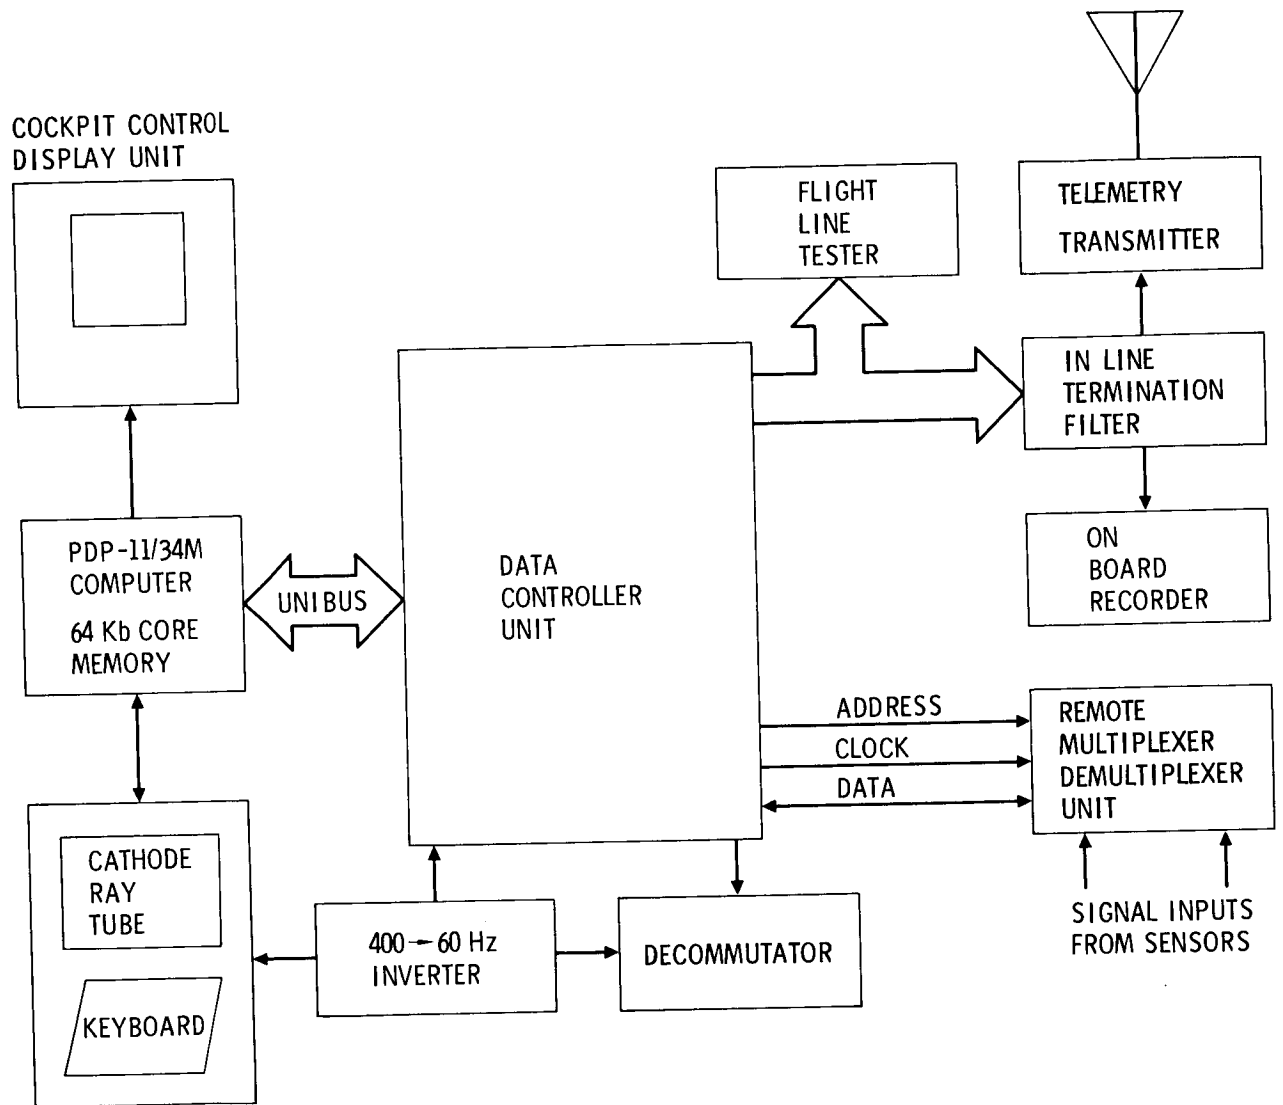 COCKPIT CONTROL
DISPLAY UNIT
FLIGHT
LINE
TESTER
TELEMETRY
TRANSMITTER
IN LINE
TERMINATION
FILTER
PDP-11/34M
COMPUTER
64 Kb CORE
MEMORY
UNIBUS
DATA
CONTROLLER
UNIT
ON
BOARD
RECORDER
ADDRESS
CLOCK
DATA
REMOTE
MULTIPLEXER
DEMULTIPLEXER
UNIT
CATHODE
RAY
TUBE
KEYBOARD
400→60 Hz
INVERTER
DECOMMUTATOR
SIGNAL INPUTS
FROM SENSORS